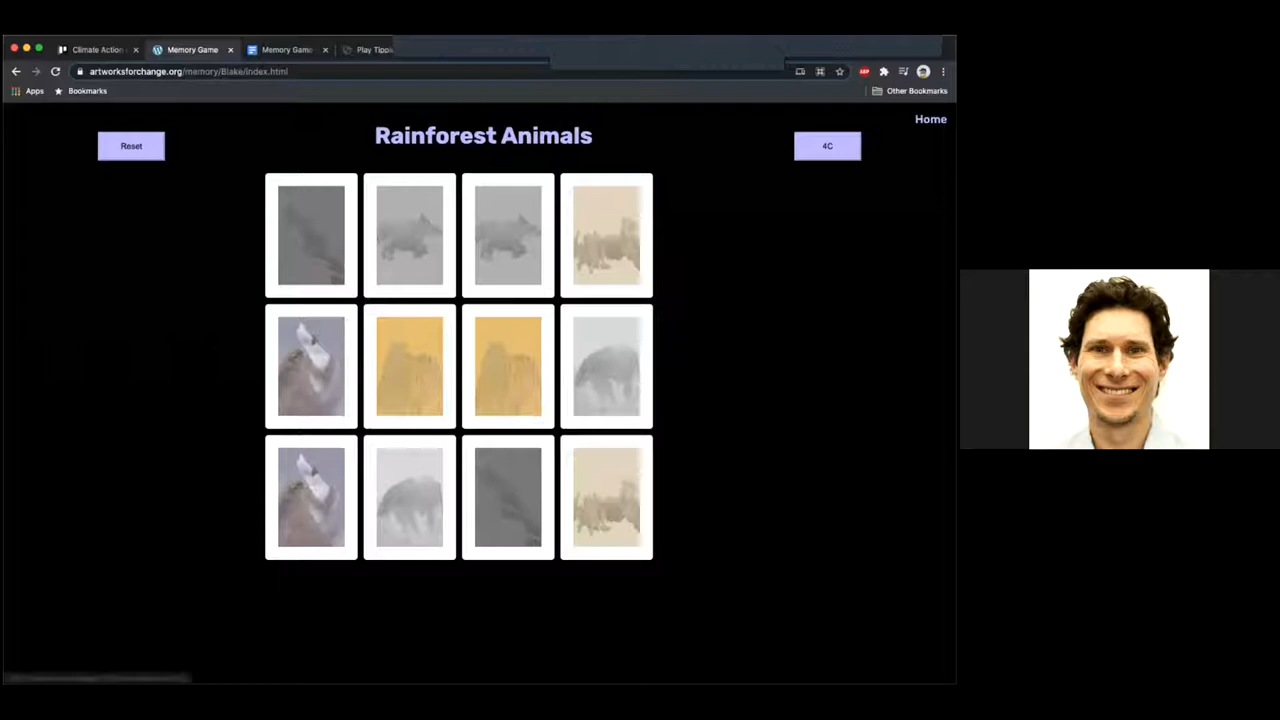 Climate Action
Memory Game
Memory Game
Play Tippi
artworksforchange.org/memory/Blake/index.html
ABP
Apps
Bookmarks
Other Bookmarks
Home
Reset
Rainforest Animals
4C